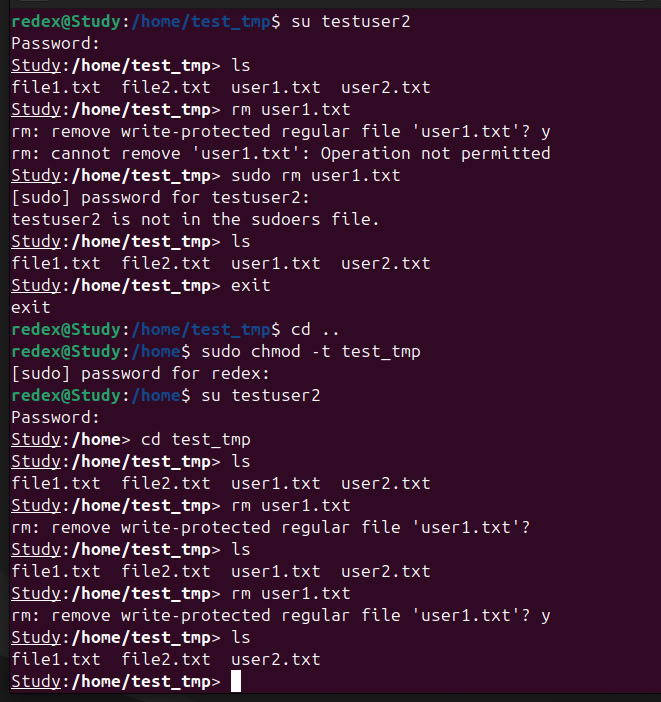 redex@Study:/home/test_tmp$ su testuser2
Password:
Study:/home/test_tmp> ls
file1.txt  file2.txt  user1.txt  user2.txt
Study:/home/test_tmp> rm user1.txt
rm: remove write-protected regular file 'user1.txt'? y
rm: cannot remove 'user1.txt': Operation not permitted
Study:/home/test_tmp> sudo rm user1.txt
[sudo] password for testuser2:
testuser2 is not in the sudoers file.
Study:/home/test_tmp> ls
file1.txt  file2.txt  user1.txt  user2.txt
Study:/home/test_tmp> exit
exit
redex@Study:/home/test_tmp$ cd ..
redex@Study:/home$ sudo chmod -t test_tmp
[sudo] password for redex:
redex@Study:/home$ su testuser2
Password:
Study:/home> cd test_tmp
Study:/home/test_tmp> ls
file1.txt  file2.txt  user1.txt  user2.txt
Study:/home/test_tmp> rm user1.txt
rm: remove write-protected regular file 'user1.txt'?
Study:/home/test_tmp> ls
file1.txt  file2.txt  user1.txt  user2.txt
Study:/home/test_tmp> rm user1.txt
rm: remove write-protected regular file 'user1.txt'? y
Study:/home/test_tmp> ls
file1.txt  file2.txt  user2.txt
Study:/home/test_tmp>